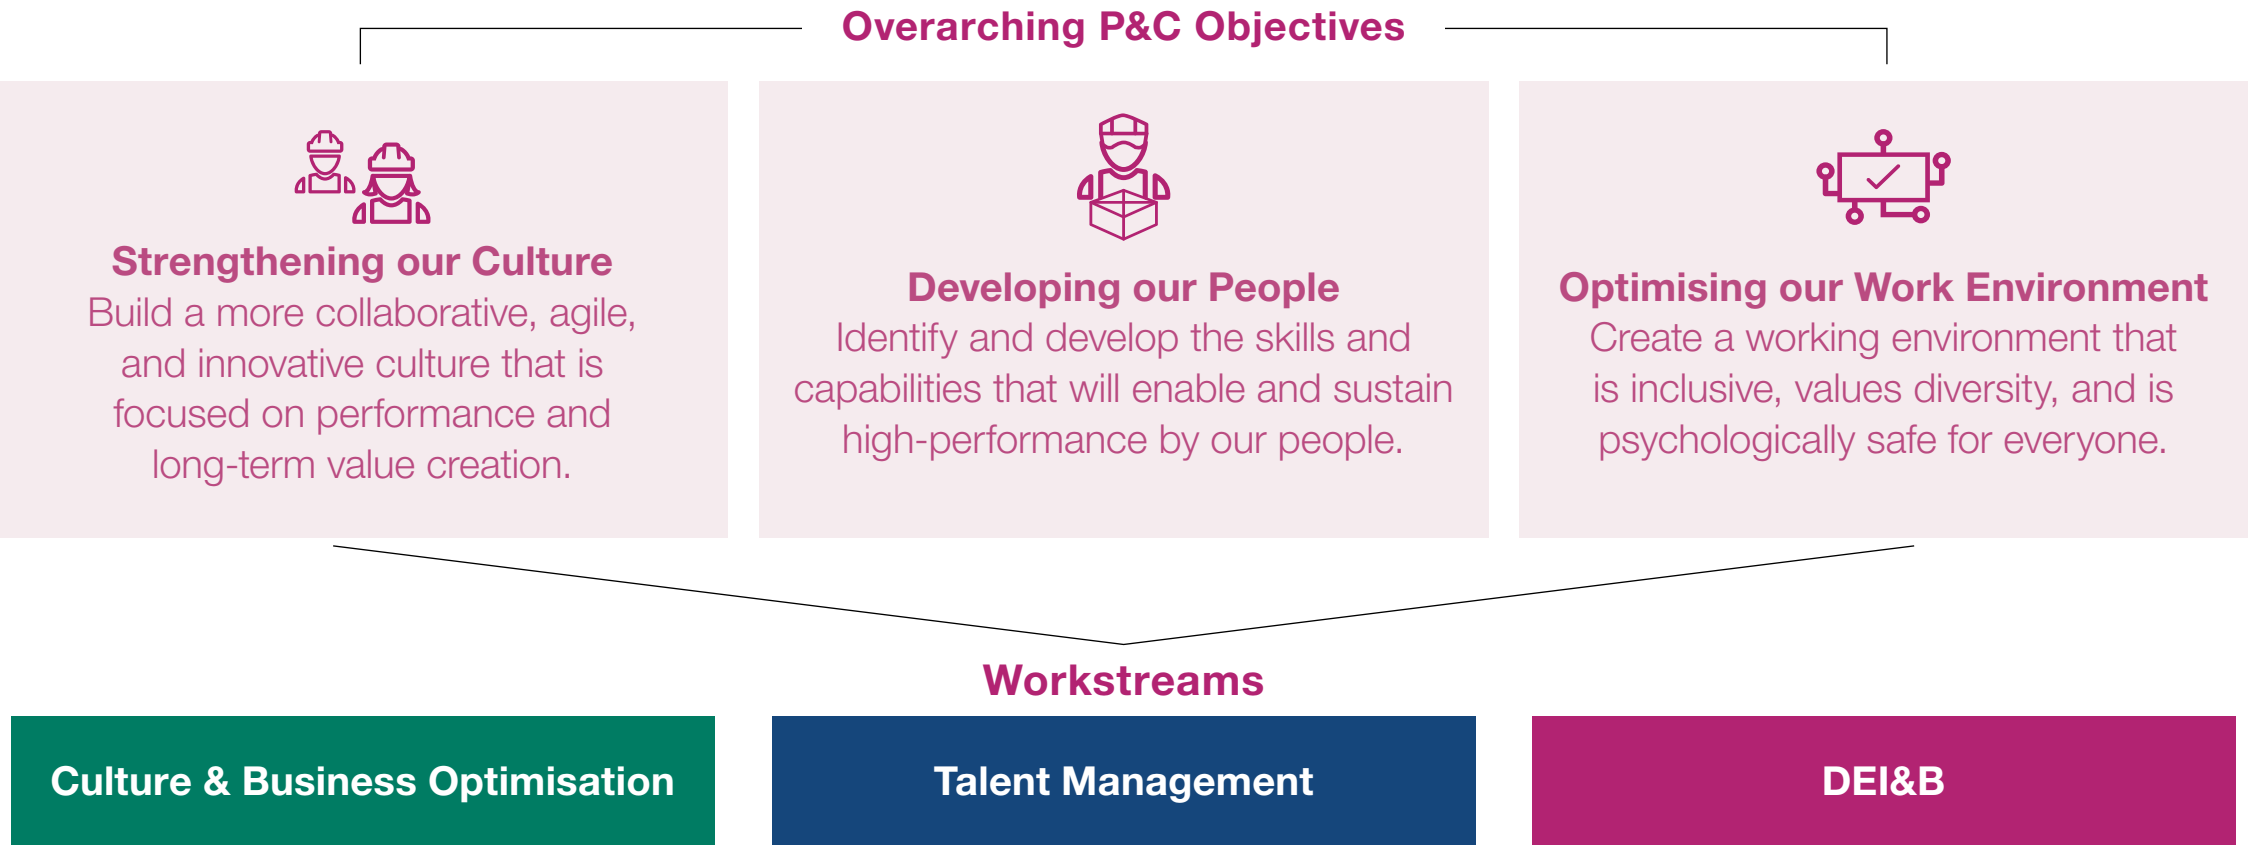 Overarching P&C Objectives
Strengthening our Culture
Build a more collaborative, agile,
and innovative culture that is
focused on performance and
long-term value creation.
Developing our People
Identify and develop the skills and
capabilities that will enable and sustain
high-performance by our people.
Optimising our Work Environment
Create a working environment that
is inclusive, values diversity, and is
psychologically safe for everyone.
Workstreams
Culture & Business Optimisation
Talent Management
DEI&B